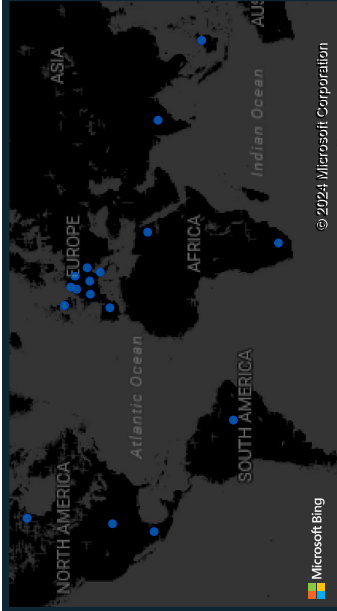 NORTH AMERICA
EUROPE
ASIA
Atlantic Ocean
AFRICA
Indian Ocean
SOUTH AMERICA
AUS
Microsoft Bing
© 2024 Microsoft Corporation